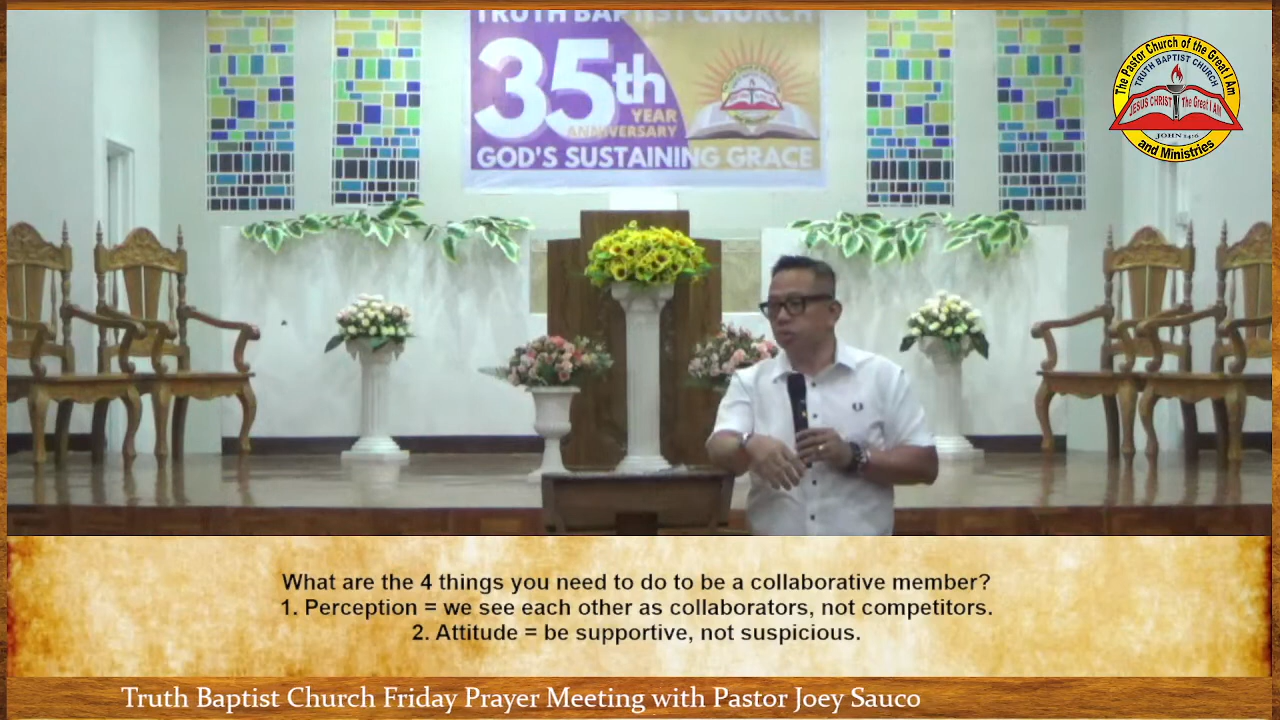 TRUTH BAPTIST CHURCH
35th
YEAR
ANNIVERSARY
GOD'S SUSTAINING GRACE
The Pastor Church of the Great I Am
TRUTH BAPTIST CHURCH
JESUS CHRIST The Great I AM
JOHN 14:6
and Ministries
What are the 4 things you need to do to be a collaborative member?
1. Perception = we see each other as collaborators, not competitors.
2. Attitude = be supportive, not suspicious.
Truth Baptist Church Friday Prayer Meeting with Pastor Joey Sauco